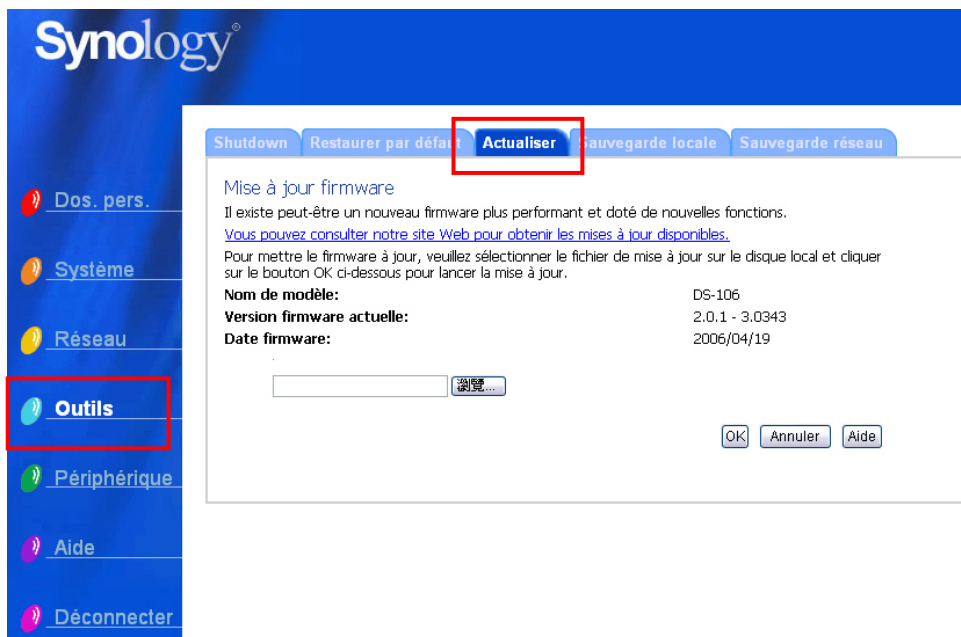 Synology®
Shutdown Restaurer par défaut Actualiser Sauvegarde locale Sauvegarde réseau
Dos. pers.
Système
Réseau
Outils
Périphérique
Aide
Déconnecter
Mise à jour firmware
Il existe peut-être un nouveau firmware plus performant et doté de nouvelles fonctions.
Vous pouvez consulter notre site Web pour obtenir les mises à jour disponibles.
Pour mettre le firmware à jour, veuillez sélectionner le fichier de mise à jour sur le disque local et cliquer
sur le bouton OK ci-dessous pour lancer la mise à jour.
Nom de modèle: DS-106
Version firmware actuelle: 2.0.1 - 3.0343
Date firmware: 2006/04/19
瀏覽...
OK Annuler Aide